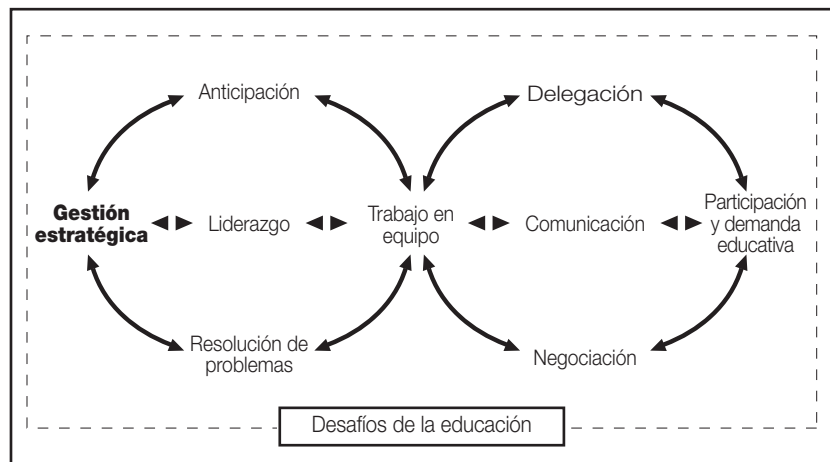 Anticipación
Delegación
Gestión
estratégica
Liderazgo
Trabajo en
equipo
Comunicación
Participación
y demanda
educativa
Resolución de
problemas
Negociación
Desafíos de la educación